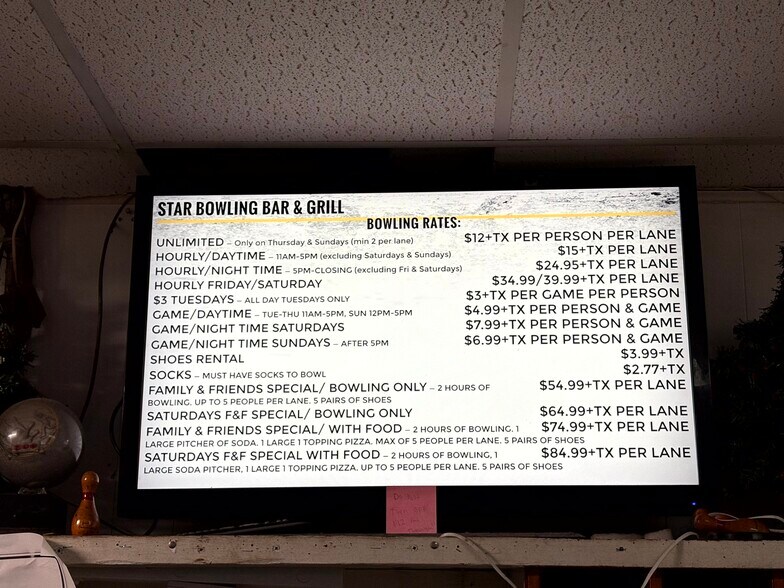 STAR BOWLING BAR & GRILL
BOWLING RATES:
UNLIMITED – Only on Thursday & Sundays (min 2 per lane) $12+TX PER PERSON PER LANE
HOURLY/DAYTIME – 11AM-5PM (excluding Saturdays & Sundays) $15+TX PER LANE
HOURLY/NIGHT TIME – 5PM-CLOSING (excluding Fri & Saturdays) $24.95+TX PER LANE
HOURLY FRIDAY/SATURDAY $34.99/39.99+TX PER LANE
$3 TUESDAYS – ALL DAY TUESDAYS ONLY $3+TX PER GAME PER PERSON
GAME/DAYTIME – TUE-THU 11AM-5PM, SUN 12PM-5PM $4.99+TX PER PERSON & GAME
GAME/NIGHT TIME SATURDAYS $7.99+TX PER PERSON & GAME
GAME/NIGHT TIME SUNDAYS – AFTER 5PM $6.99+TX PER PERSON & GAME
SHOES RENTAL $3.99+TX
SOCKS – MUST HAVE SOCKS TO BOWL $2.77+TX
FAMILY & FRIENDS SPECIAL/ BOWLING ONLY – 2 HOURS OF $54.99+TX PER LANE
BOWLING. UP TO 5 PEOPLE PER LANE. 5 PAIRS OF SHOES
SATURDAYS F&F SPECIAL/ BOWLING ONLY $64.99+TX PER LANE
FAMILY & FRIENDS SPECIAL/ WITH FOOD – 2 HOURS OF BOWLING. 1 $74.99+TX PER LANE
LARGE PITCHER OF SODA. 1 LARGE 1 TOPPING PIZZA. MAX OF 5 PEOPLE PER LANE. 5 PAIRS OF SHOES
SATURDAYS F&F SPECIAL WITH FOOD – 2 HOURS OF BOWLING, 1 $84.99+TX PER LANE
LARGE SODA PITCHER, 1 LARGE 1 TOPPING PIZZA. UP TO 5 PEOPLE PER LANE. 5 PAIRS OF SHOES